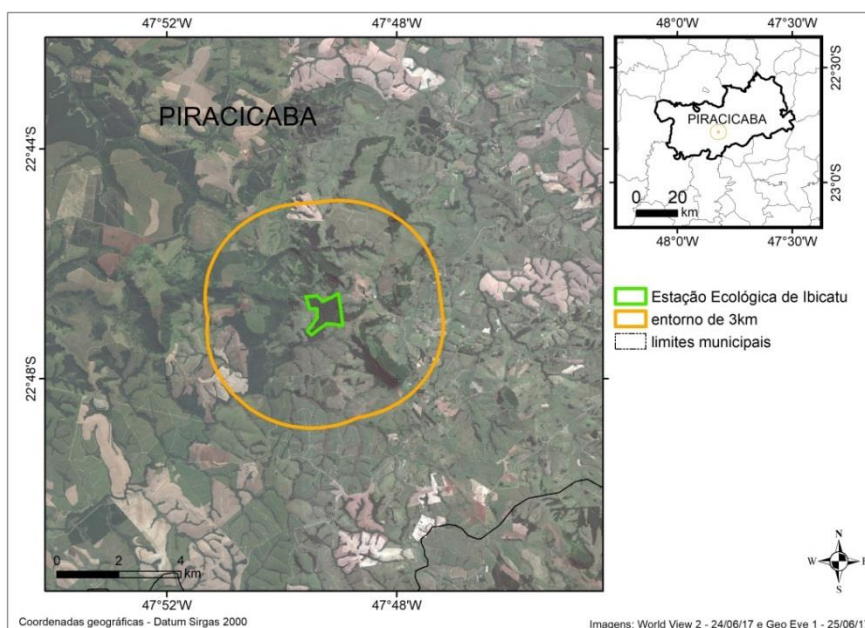 47°52'W 47°48'W
48°0'W 47°30'W
PIRACICABA
22°30'S
22°44'S
PIRACICABA
23°0'S
0 20
km
48°0'W 47°30'W
Estação Ecológica de Ibicatu
entorno de 3km
limites municipais
22°48'S
N
W
S
0 2 4
km
47°52'W 47°48'W
Coordenadas geográficas - Datum Sirgas 2000
Imagens: World View 2 - 24/06/17 e Geo Eye 1 -